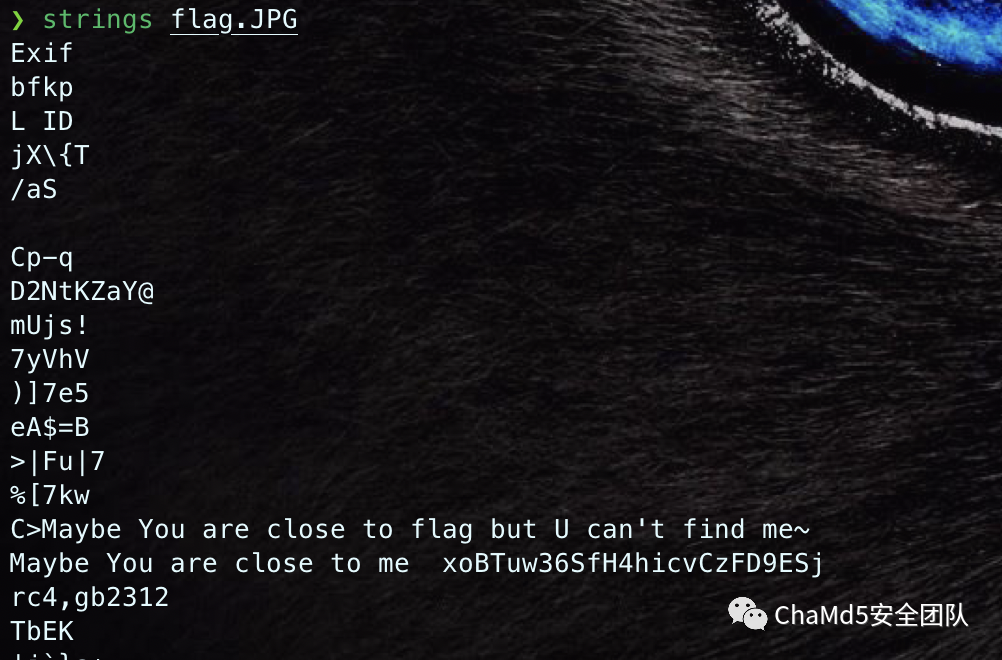 ❯ strings flag.JPG
Exif
bfkp
L ID
jX\{T
/aS
Cp-q
D2NtKZaY@
mUjs!
7yVhV
)]7e5
eA$=B
>|Fu|7
%[7kw
C>Maybe You are close to flag but U can't find me~
Maybe You are close to me  xoBTuw36SfH4hicvCzFD9ESj
rc4,gb2312
TbEK
ChaMd5安全团队